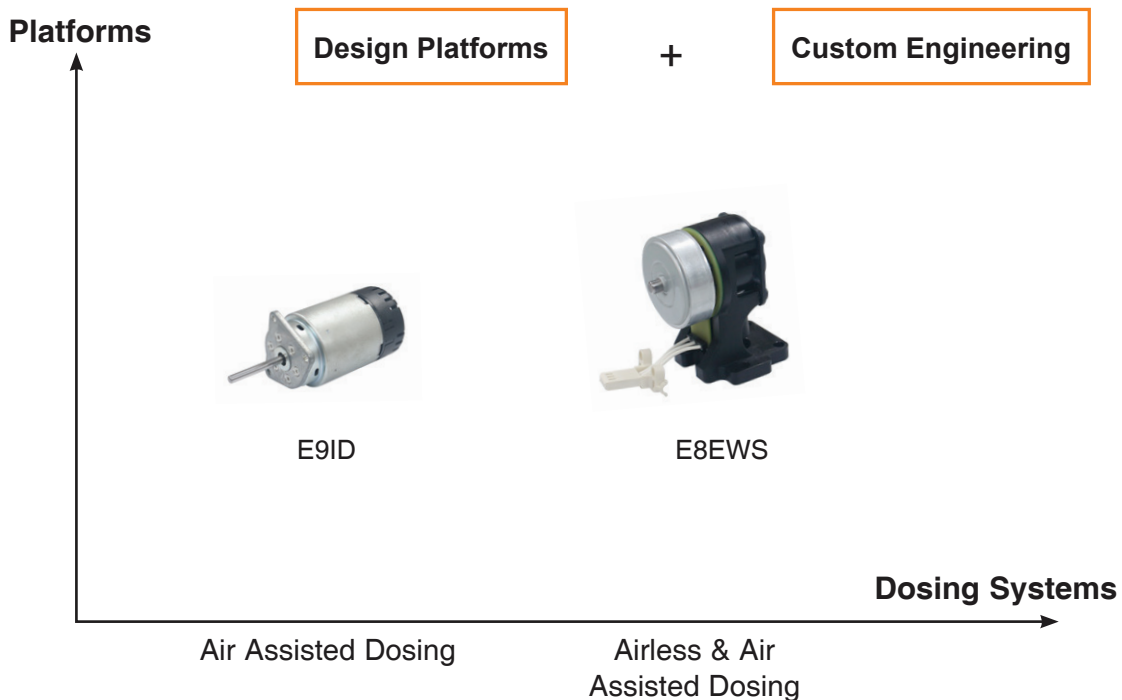 Platforms
Design Platforms
+
Custom Engineering
E9ID
E8EWS
Dosing Systems
Air Assisted Dosing
Airless & Air
Assisted Dosing